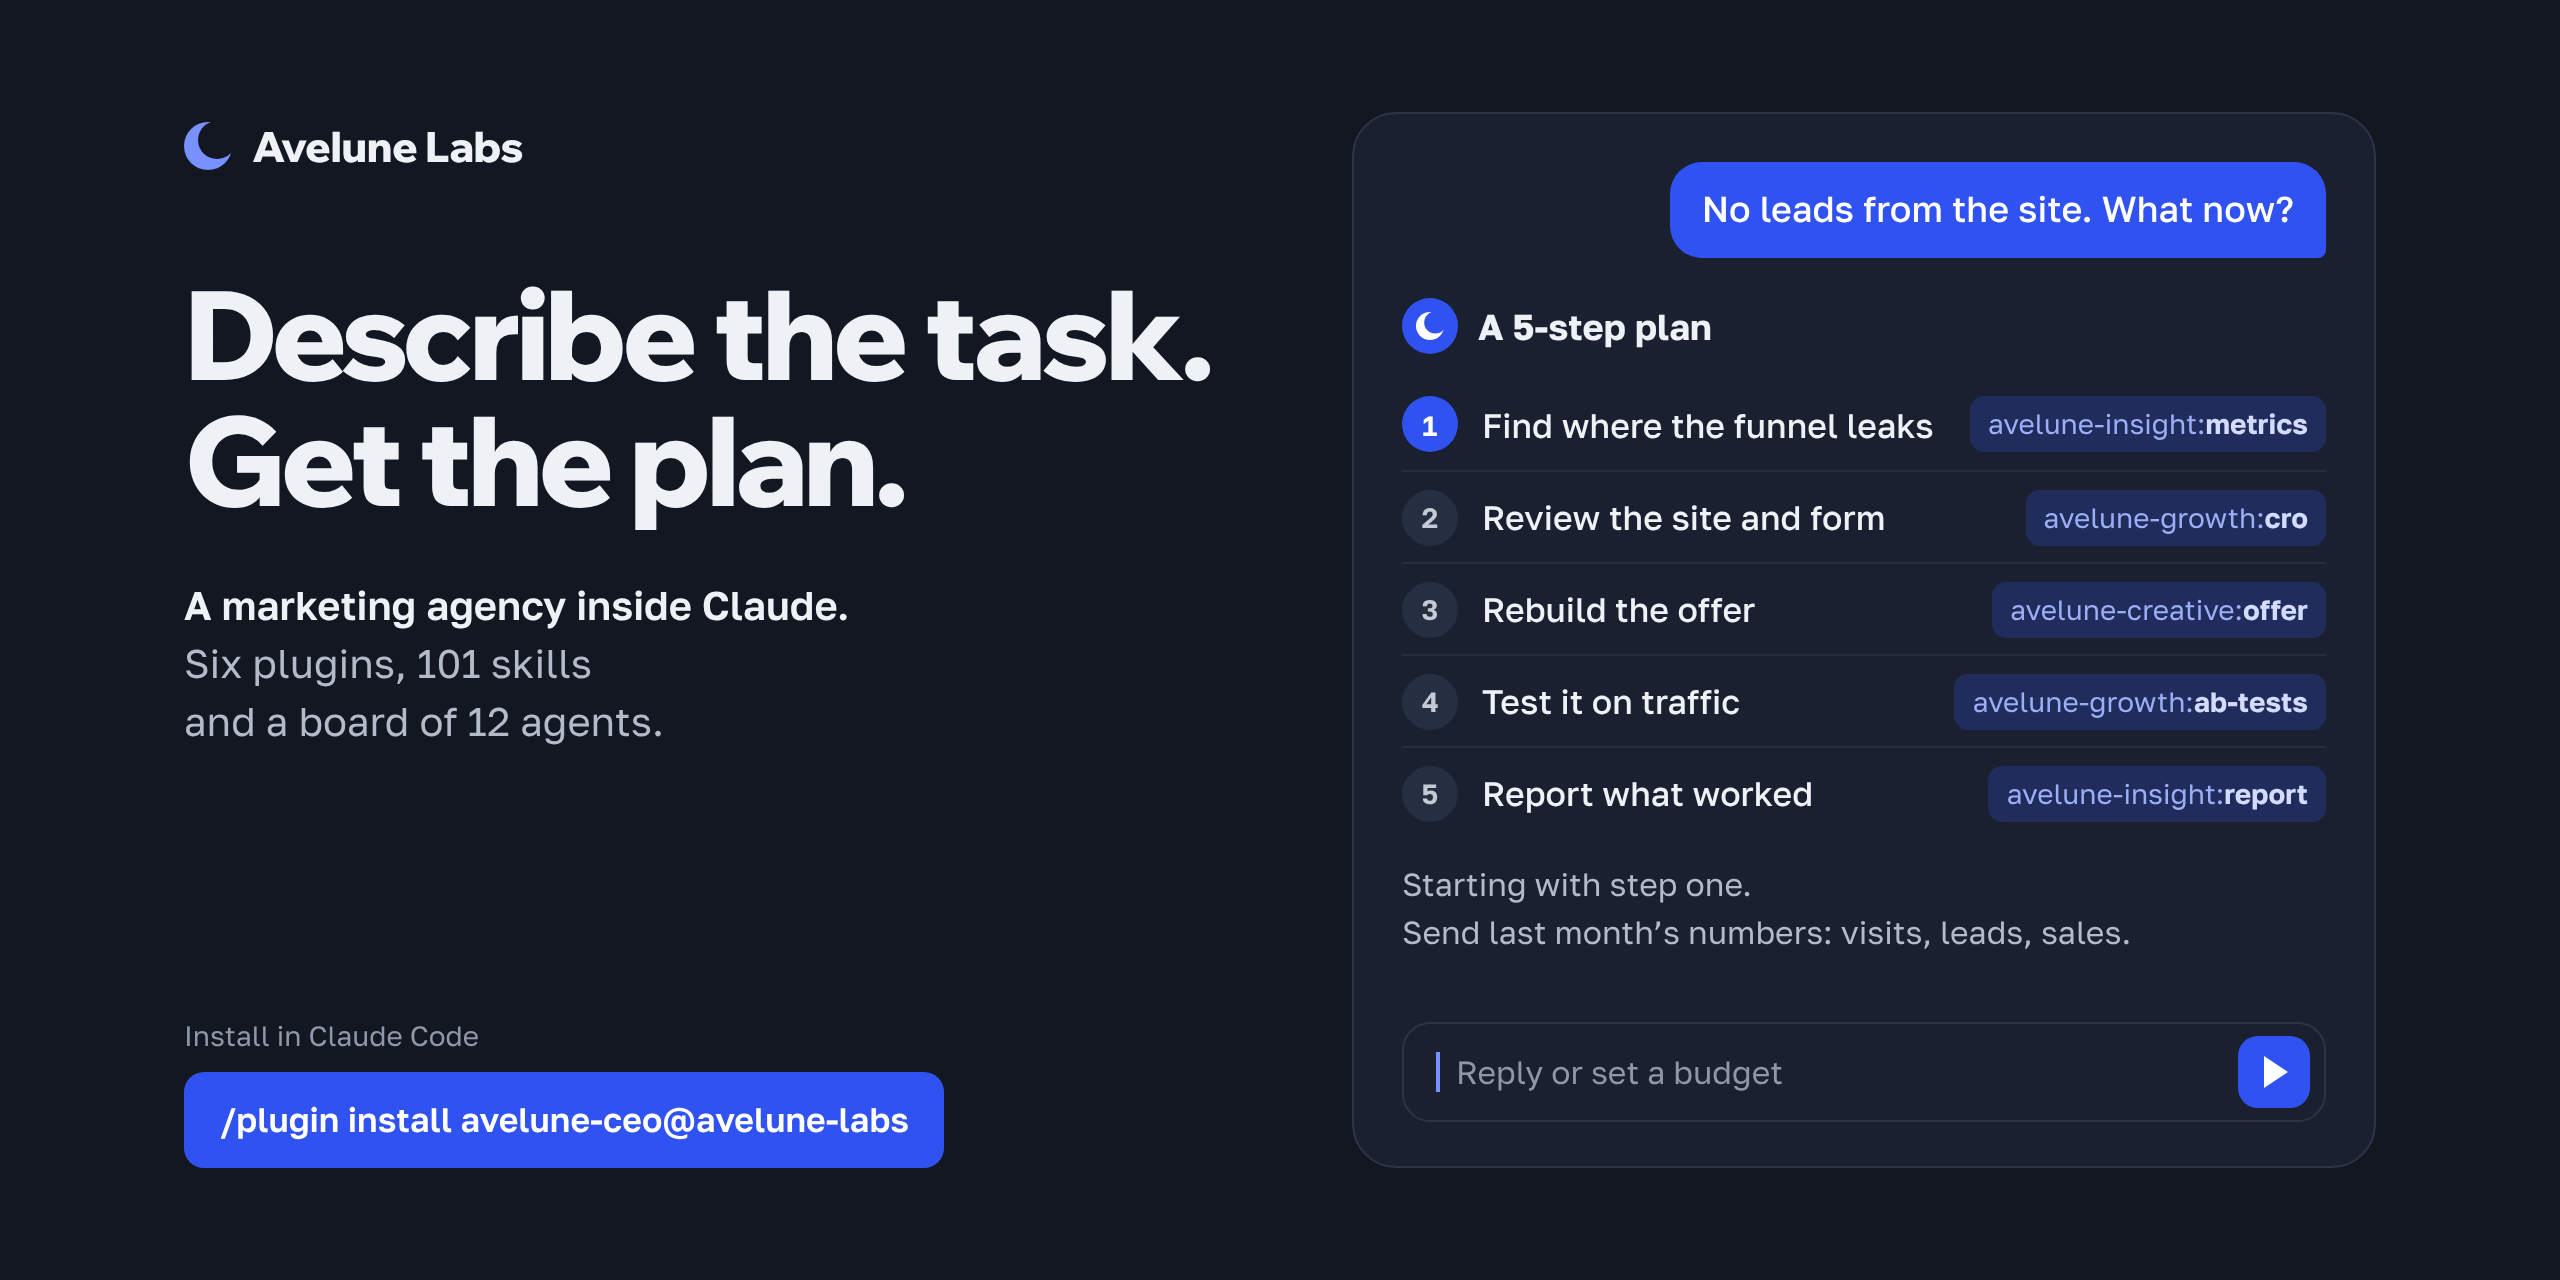 Avelune Labs
Describe the task.
Get the plan.
A marketing agency inside Claude.
Six plugins, 101 skills
and a board of 12 agents.
Install in Claude Code
/plugin install avelune-ceo@avelune-labs
No leads from the site. What now?
A 5-step plan
1 Find where the funnel leaks avelune-insight:metrics
2 Review the site and form avelune-growth:cro
3 Rebuild the offer avelune-creative:offer
4 Test it on traffic avelune-growth:ab-tests
5 Report what worked avelune-insight:report
Starting with step one.
Send last month’s numbers: visits, leads, sales.
Reply or set a budget